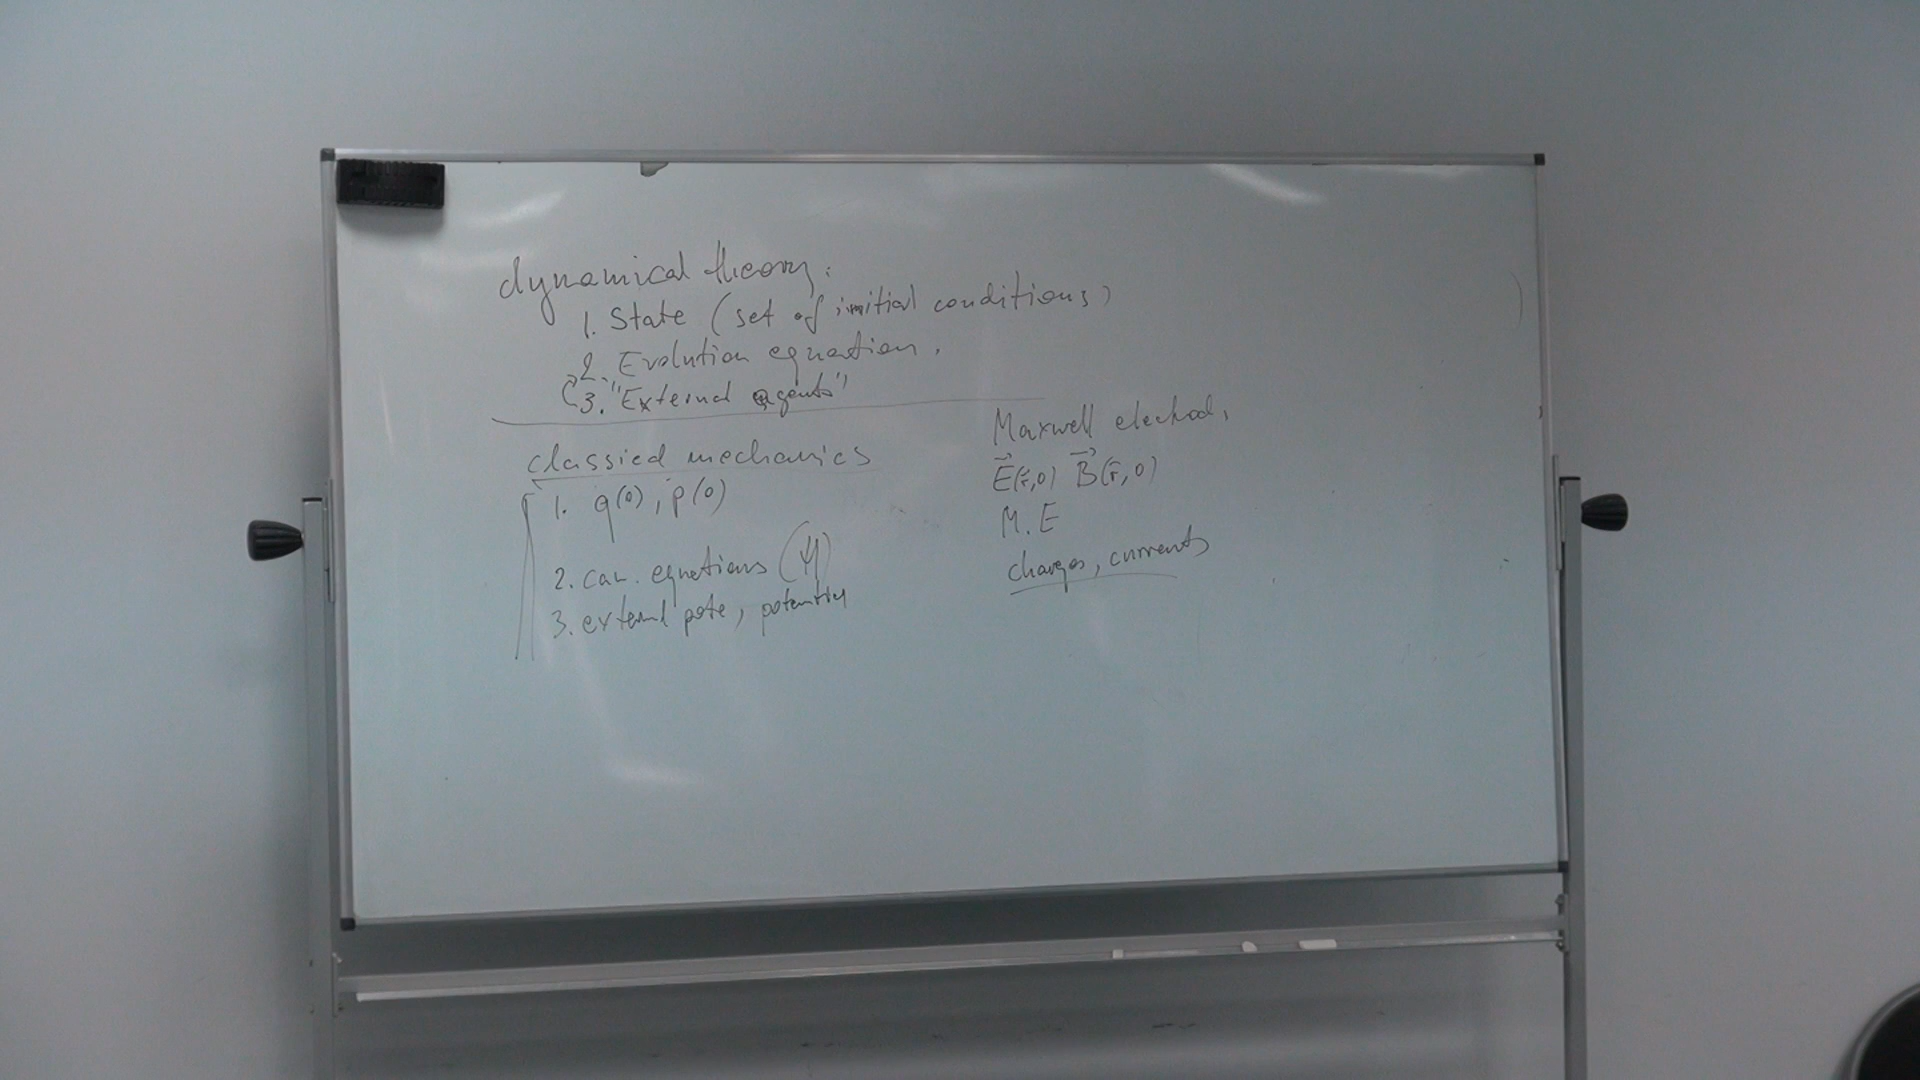 dynamical theory:
1. State (set of initial conditions)
2. Evolution equation.
3. "External agents"
classical mechanics
1. q(0), p(0)
2. can. equations (
3. external
Maxwell electrod.
E⃗(r⃗,0) B⃗(r⃗,0)
M. E
charges, currents